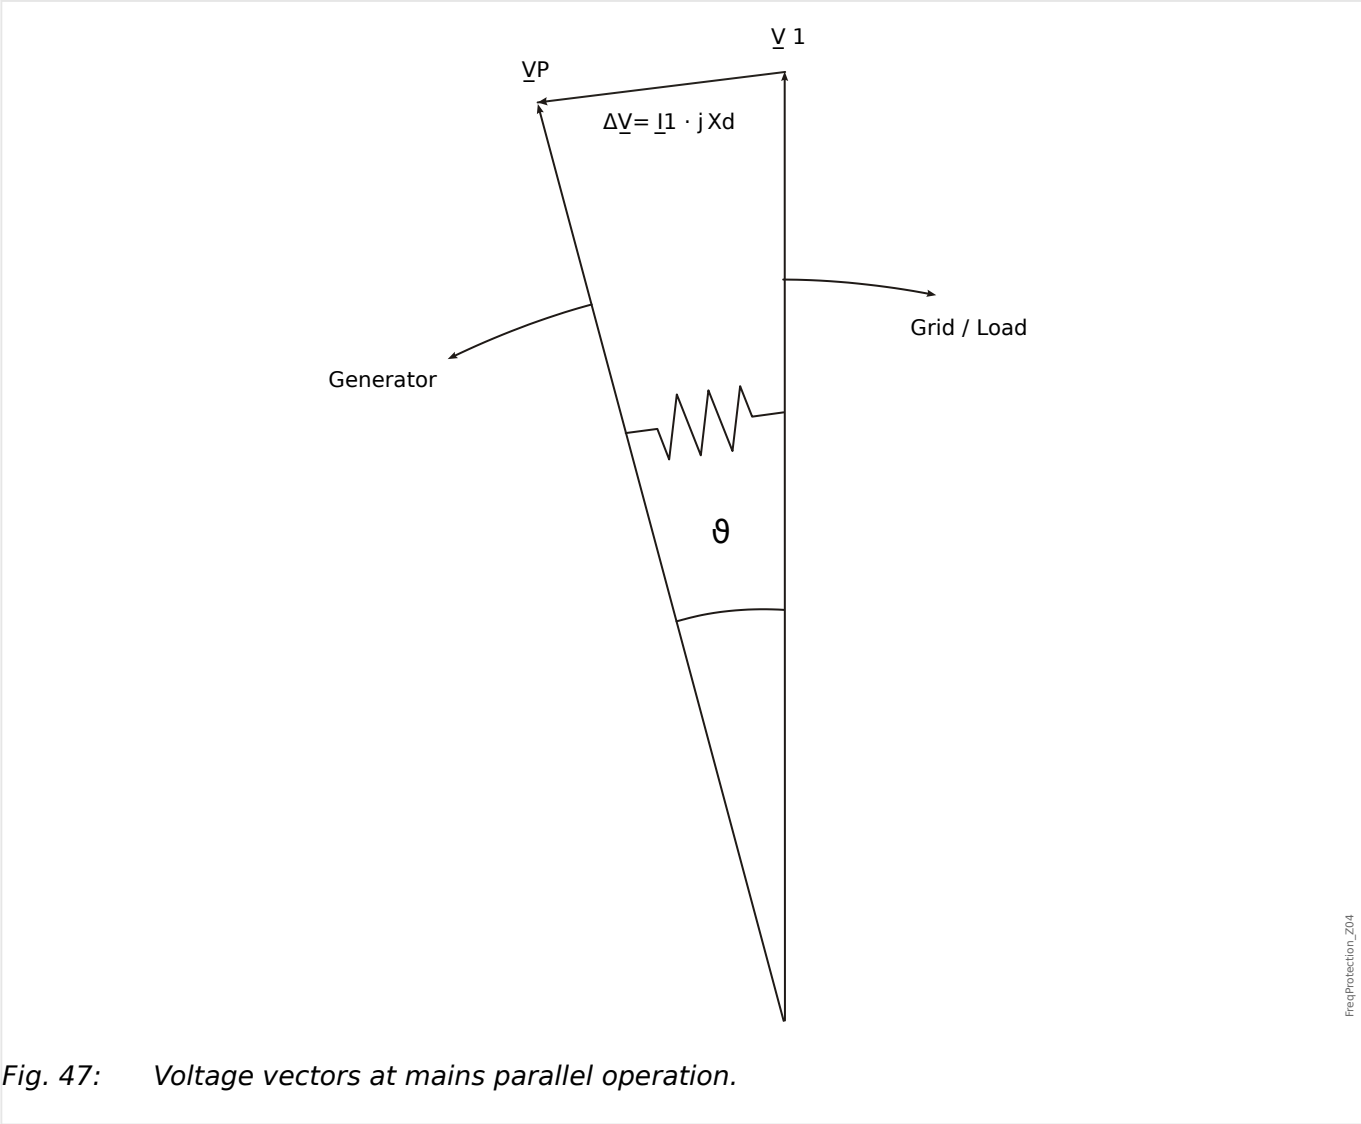 V 1
VP
ΔV= I1 · j Xd
Grid / Load
Generator
ϑ
FreqProtection_Z04
Fig. 47: Voltage vectors at mains parallel operation.